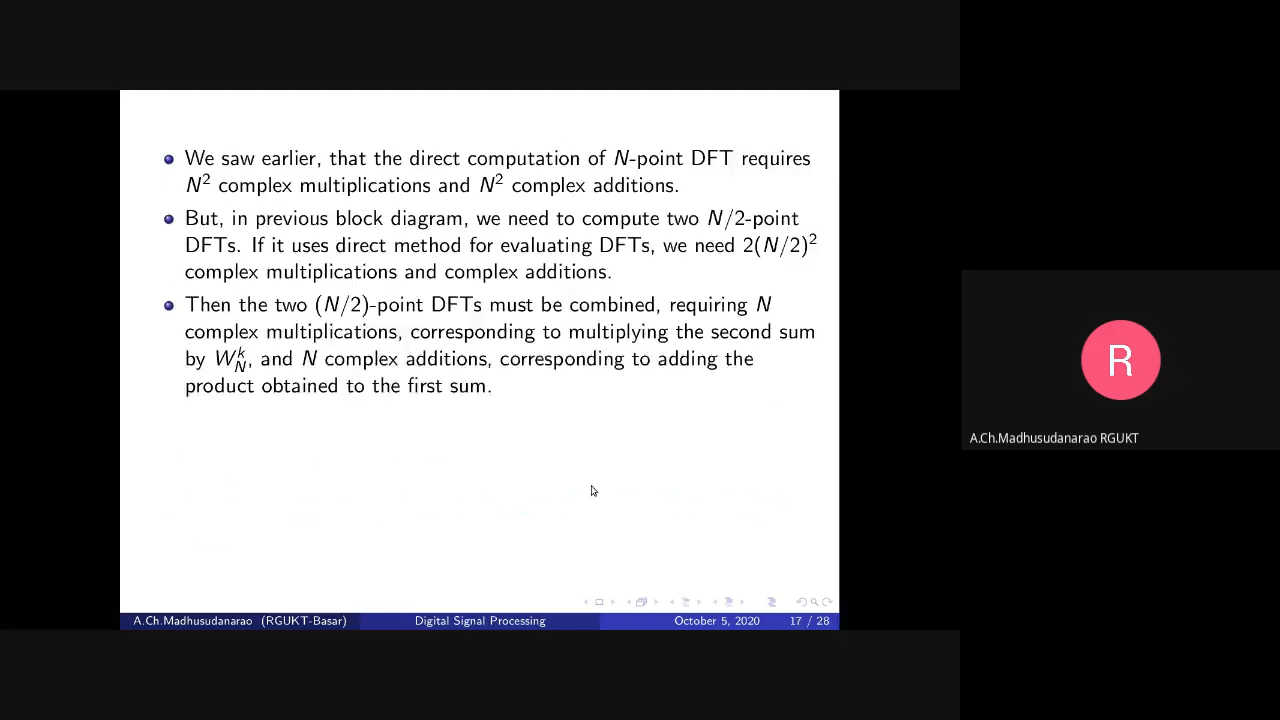 We saw earlier, that the direct computation of N-point DFT requires
N² complex multiplications and N² complex additions.
But, in previous block diagram, we need to compute two N/2-point
DFTs. If it uses direct method for evaluating DFTs, we need 2(N/2)²
complex multiplications and complex additions.
Then the two (N/2)-point DFTs must be combined, requiring N
complex multiplications, corresponding to multiplying the second sum
by W_N^k, and N complex additions, corresponding to adding the
product obtained to the first sum.
R
A.Ch.Madhusudanarao RGUKT
A.Ch.Madhusudanarao (RGUKT-Basar) Digital Signal Processing October 5, 2020 17 / 28